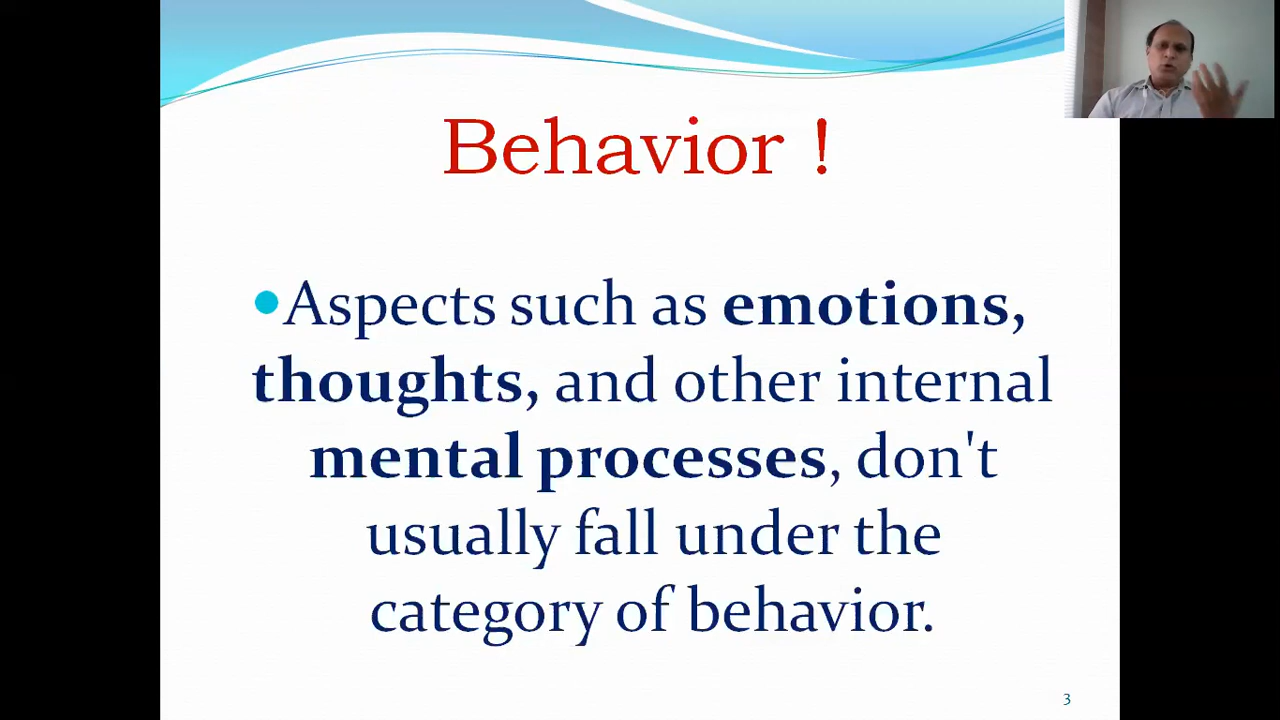 Behavior !
•Aspects such as emotions,
thoughts, and other internal
mental processes, don't
usually fall under the
category of behavior.
3